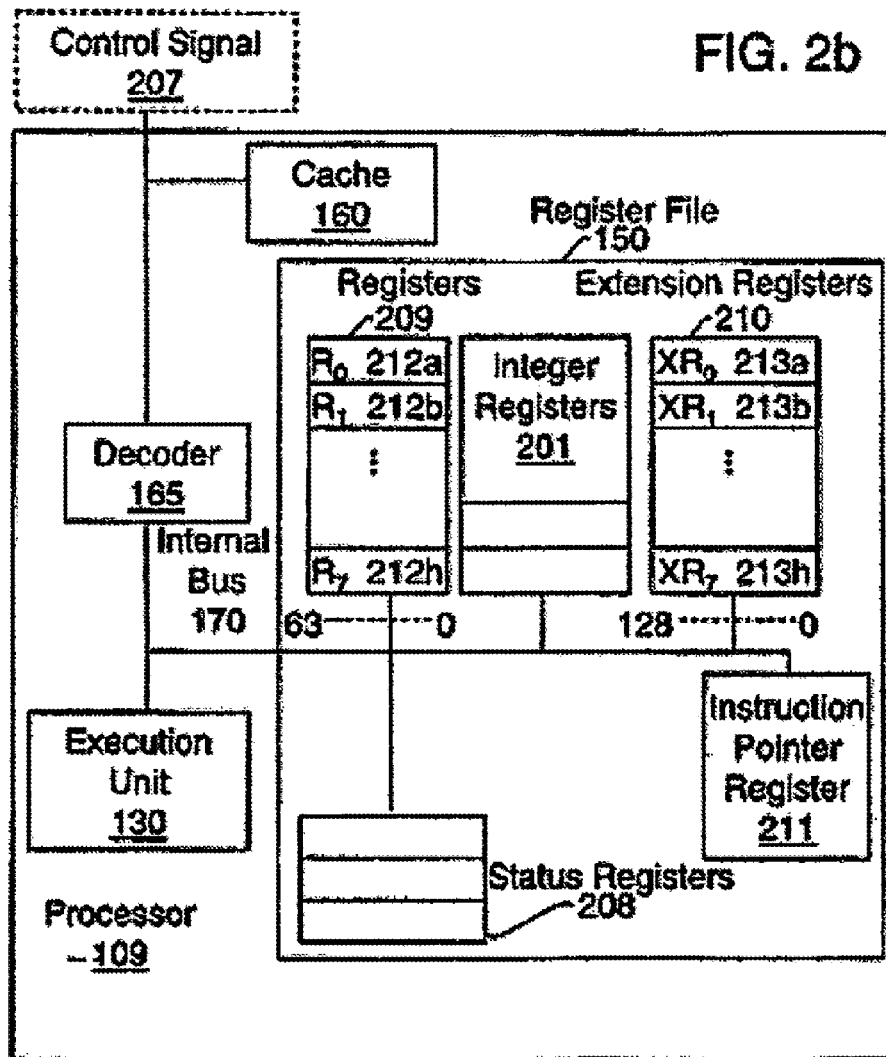 Control Signal
207
FIG. 2b
Cache
160
Register File
150
Registers
209
Extension Registers
210
R0 212a
R1 212b
⋮
R7 212h
63 0
Integer
Registers
201
XR0 213a
XR1 213b
⋮
XR7 213h
128 0
Decoder
165
Internal
Bus
170
Execution
Unit
130
Instruction
Pointer
Register
211
Status Registers
208
Processor
109